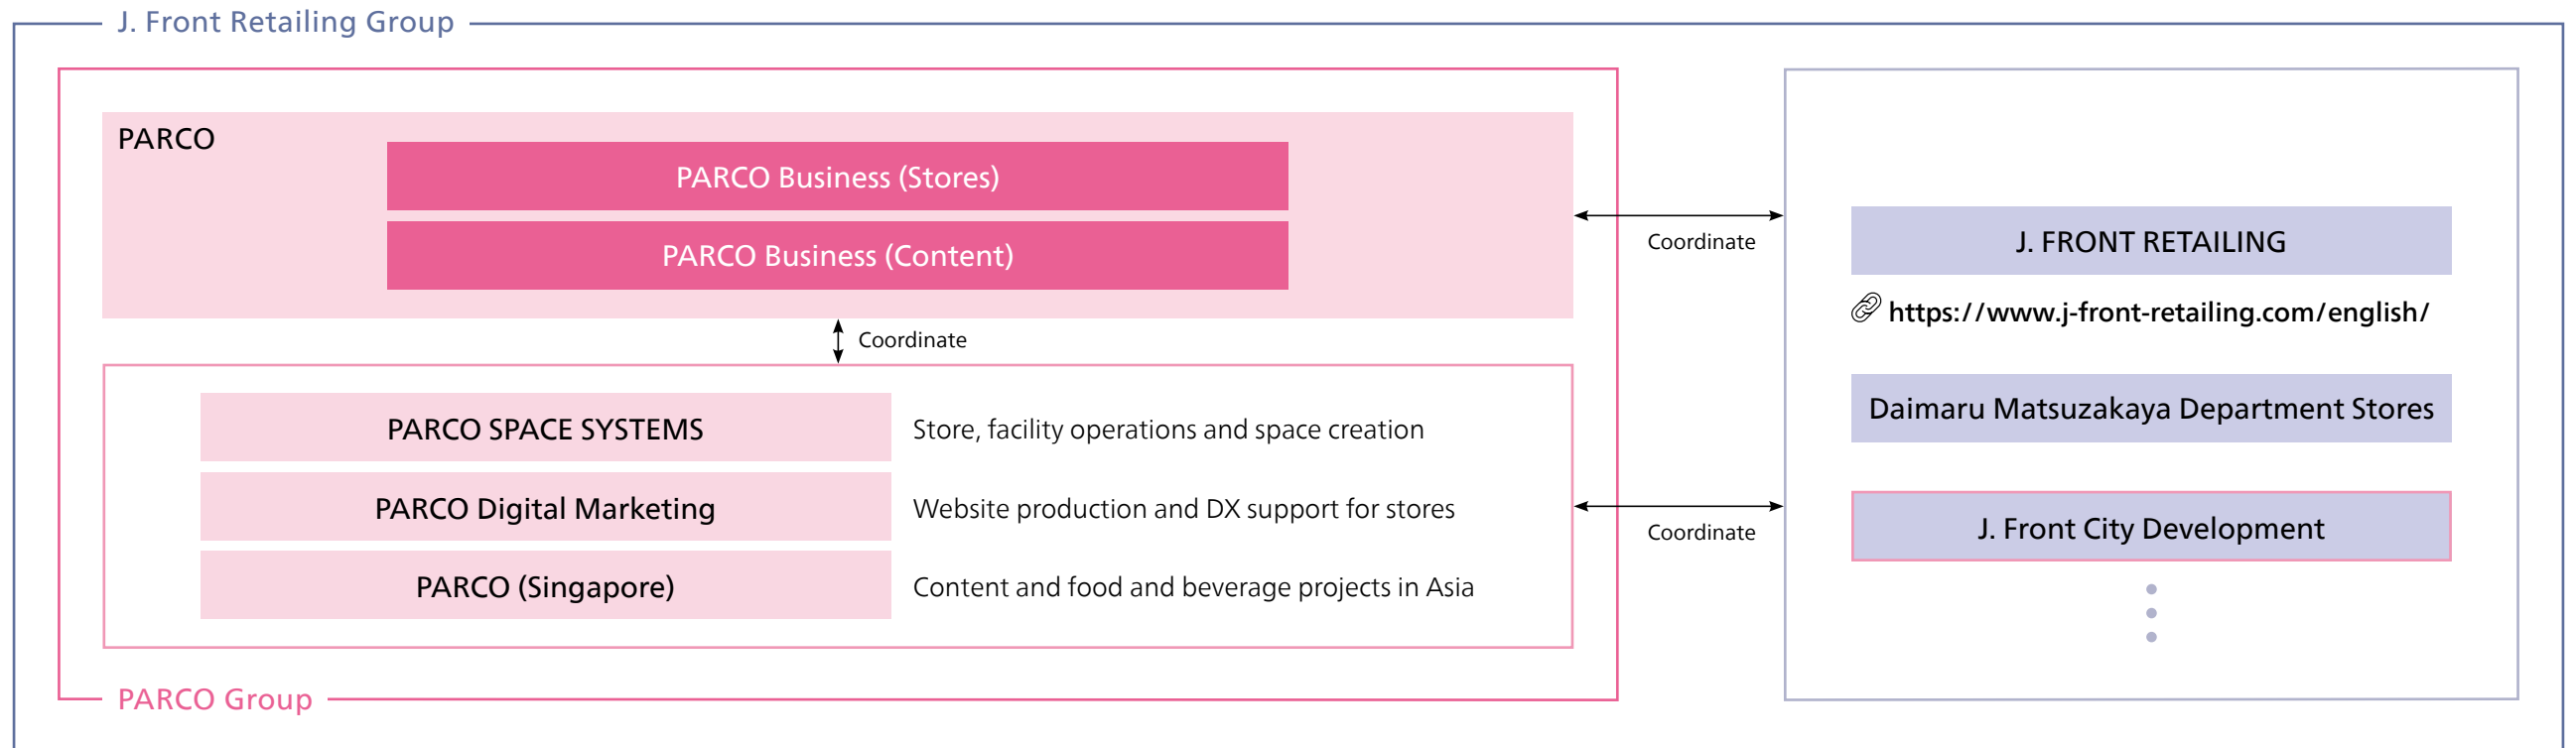 J. Front Retailing Group
PARCO
PARCO Business (Stores)
PARCO Business (Content)
Coordinate
PARCO SPACE SYSTEMS
Store, facility operations and space creation
PARCO Digital Marketing
Website production and DX support for stores
PARCO (Singapore)
Content and food and beverage projects in Asia
PARCO Group
Coordinate
Coordinate
J. FRONT RETAILING
https://www.j-front-retailing.com/english/
Daimaru Matsuzakaya Department Stores
J. Front City Development